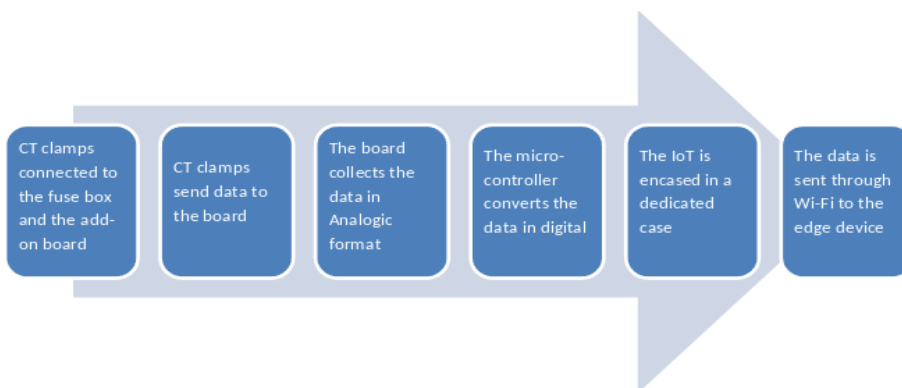 CT clamps
connected to
the fuse box
and the add-
on board
CT clamps
send data to
the board
The board
collects the
data in
Analogic
format
The micro-
controller
converts the
data in digital
The IoT is
encased in a
dedicated
case
The data is
sent through
Wi-Fi to the
edge device